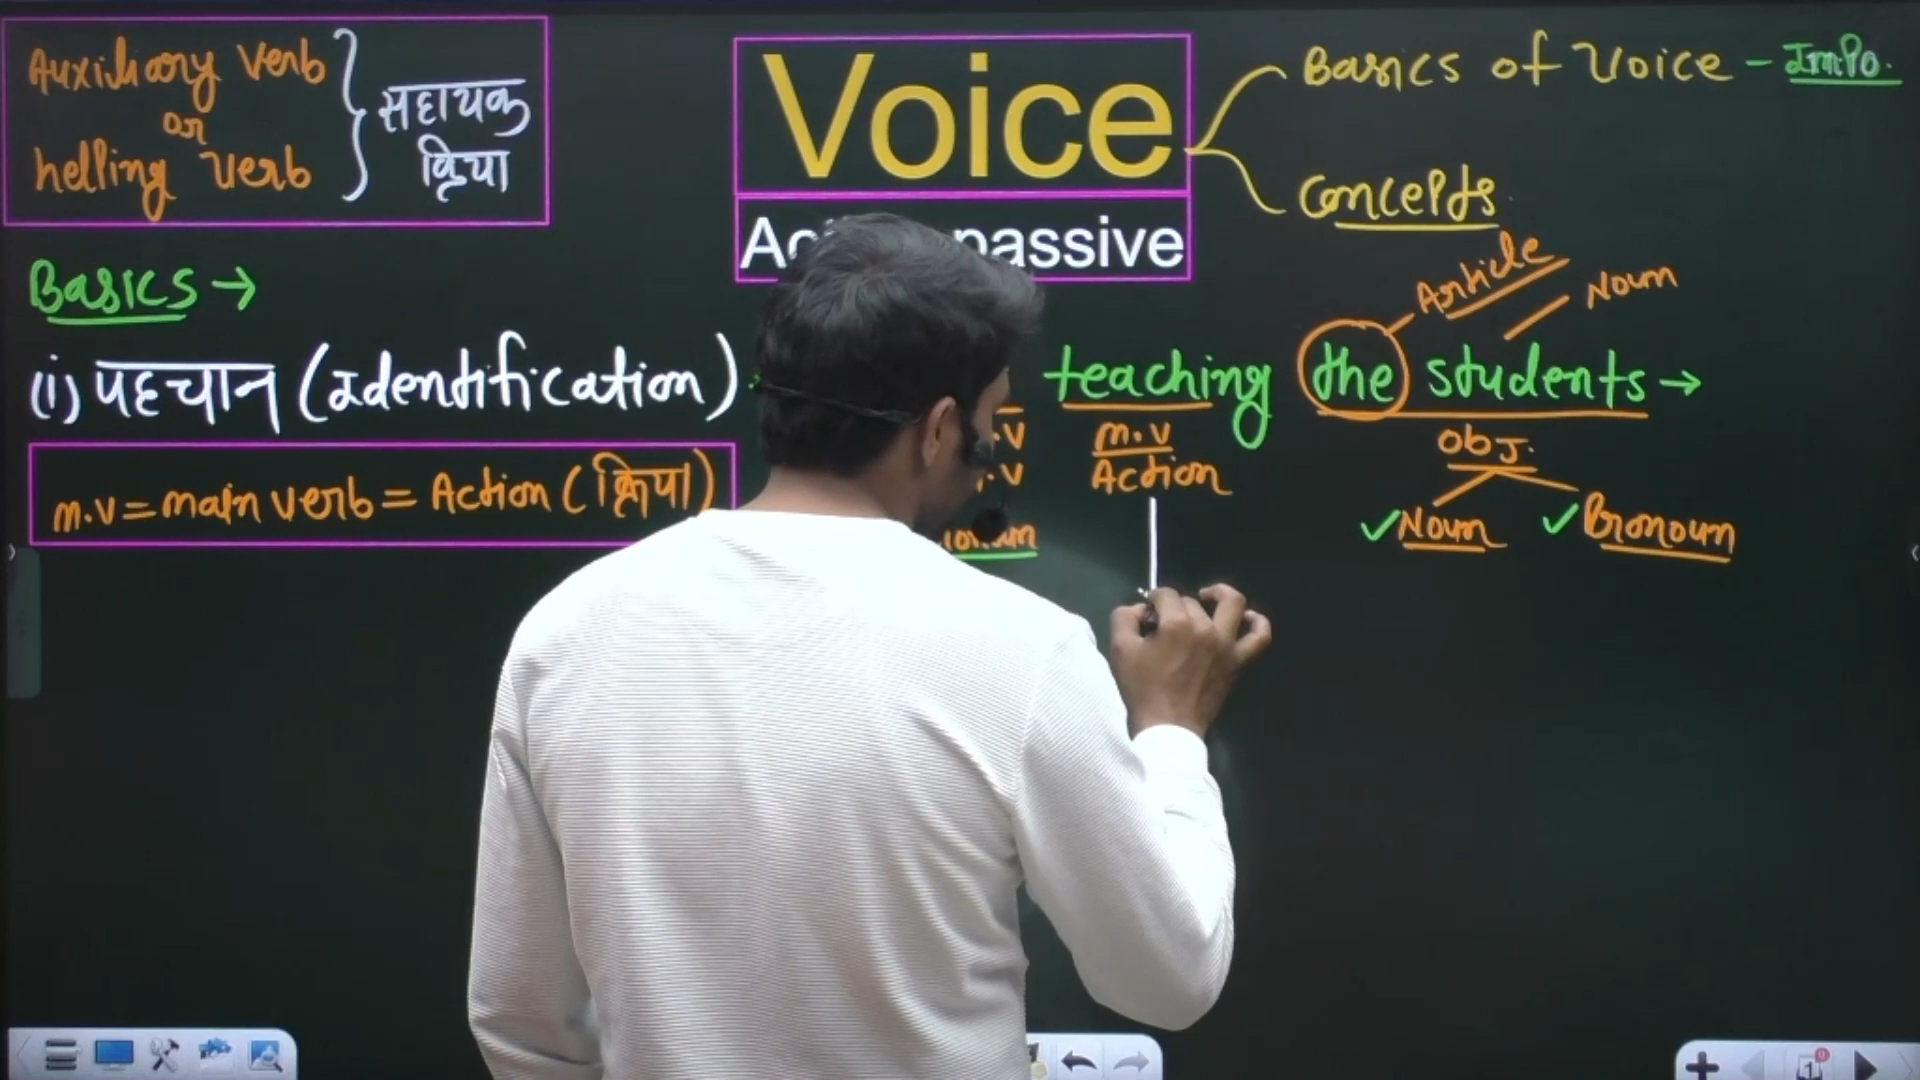 Auxiliary verb
or
helling verb
सहायक
क्रिया
Voice
passive
Basics of Voice - Impo.
Concepts
Basics →
(i) पहचान (Identification)
teaching the students →
Article
Noun
m.v
Action
obj.
✓Noun
✓Pronoun
m.v = main verb = Action (क्रिया)